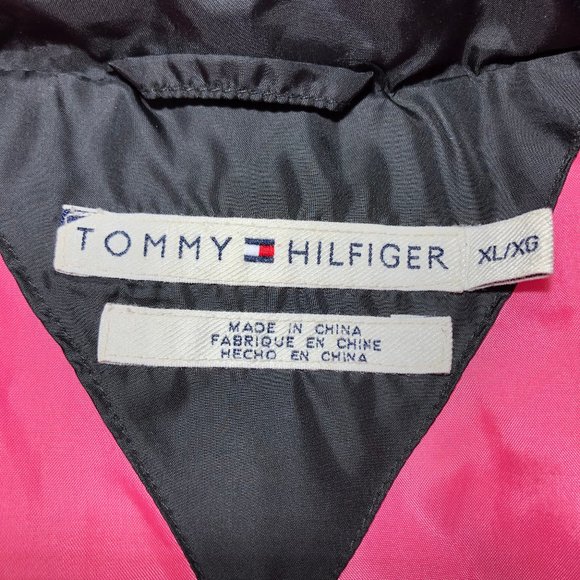 TOMMY HILFIGER XL/XG
MADE IN CHINA
FABRIQUE EN CHINE
HECHO EN CHINA